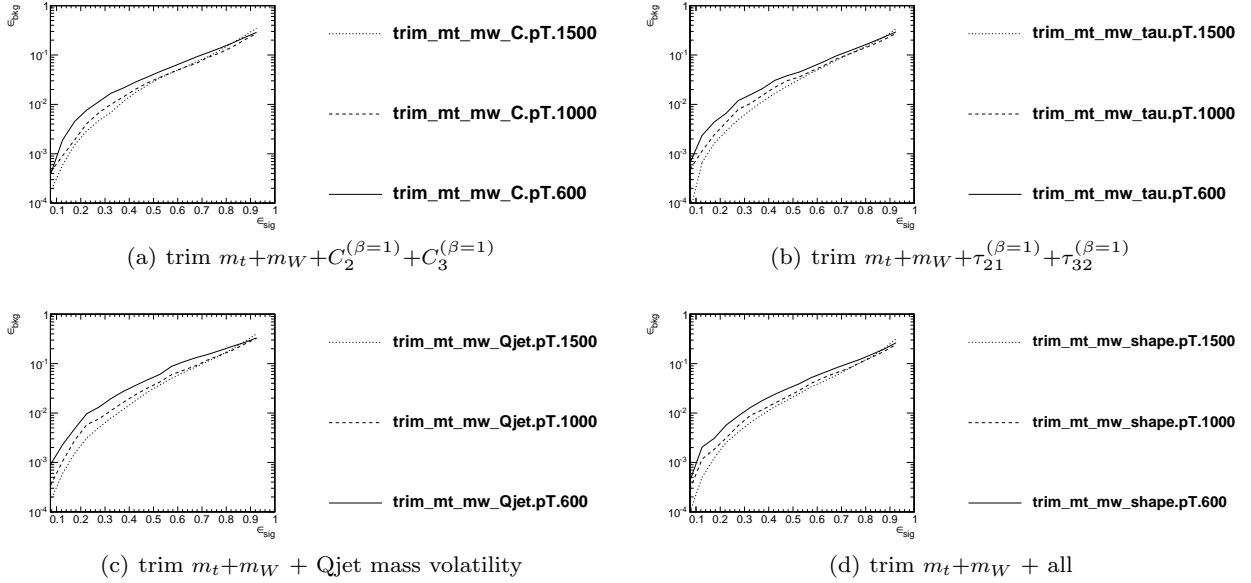 ϵbkg
1
10^-1
10^-2
10^-3
10^-4
0.1 0.2 0.3 0.4 0.5 0.6 0.7 0.8 0.9 1
ϵsig
trim_mt_mw_C.pT.1500
trim_mt_mw_C.pT.1000
trim_mt_mw_C.pT.600
(a) trim m_t+m_W+C_2^(β=1)+C_3^(β=1)
ϵbkg
1
10^-1
10^-2
10^-3
10^-4
0.1 0.2 0.3 0.4 0.5 0.6 0.7 0.8 0.9 1
ϵsig
trim_mt_mw_tau.pT.1500
trim_mt_mw_tau.pT.1000
trim_mt_mw_tau.pT.600
(b) trim m_t+m_W+τ_21^(β=1)+τ_32^(β=1)
ϵbkg
1
10^-1
10^-2
10^-3
10^-4
0.1 0.2 0.3 0.4 0.5 0.6 0.7 0.8 0.9 1
ϵsig
trim_mt_mw_Qjet.pT.1500
trim_mt_mw_Qjet.pT.1000
trim_mt_mw_Qjet.pT.600
(c) trim m_t+m_W + Qjet mass volatility
ϵbkg
1
10^-1
10^-2
10^-3
10^-4
0.1 0.2 0.3 0.4 0.5 0.6 0.7 0.8 0.9 1
ϵsig
trim_mt_mw_shape.pT.1500
trim_mt_mw_shape.pT.1000
trim_mt_mw_shape.pT.600
(d) trim m_t+m_W + all